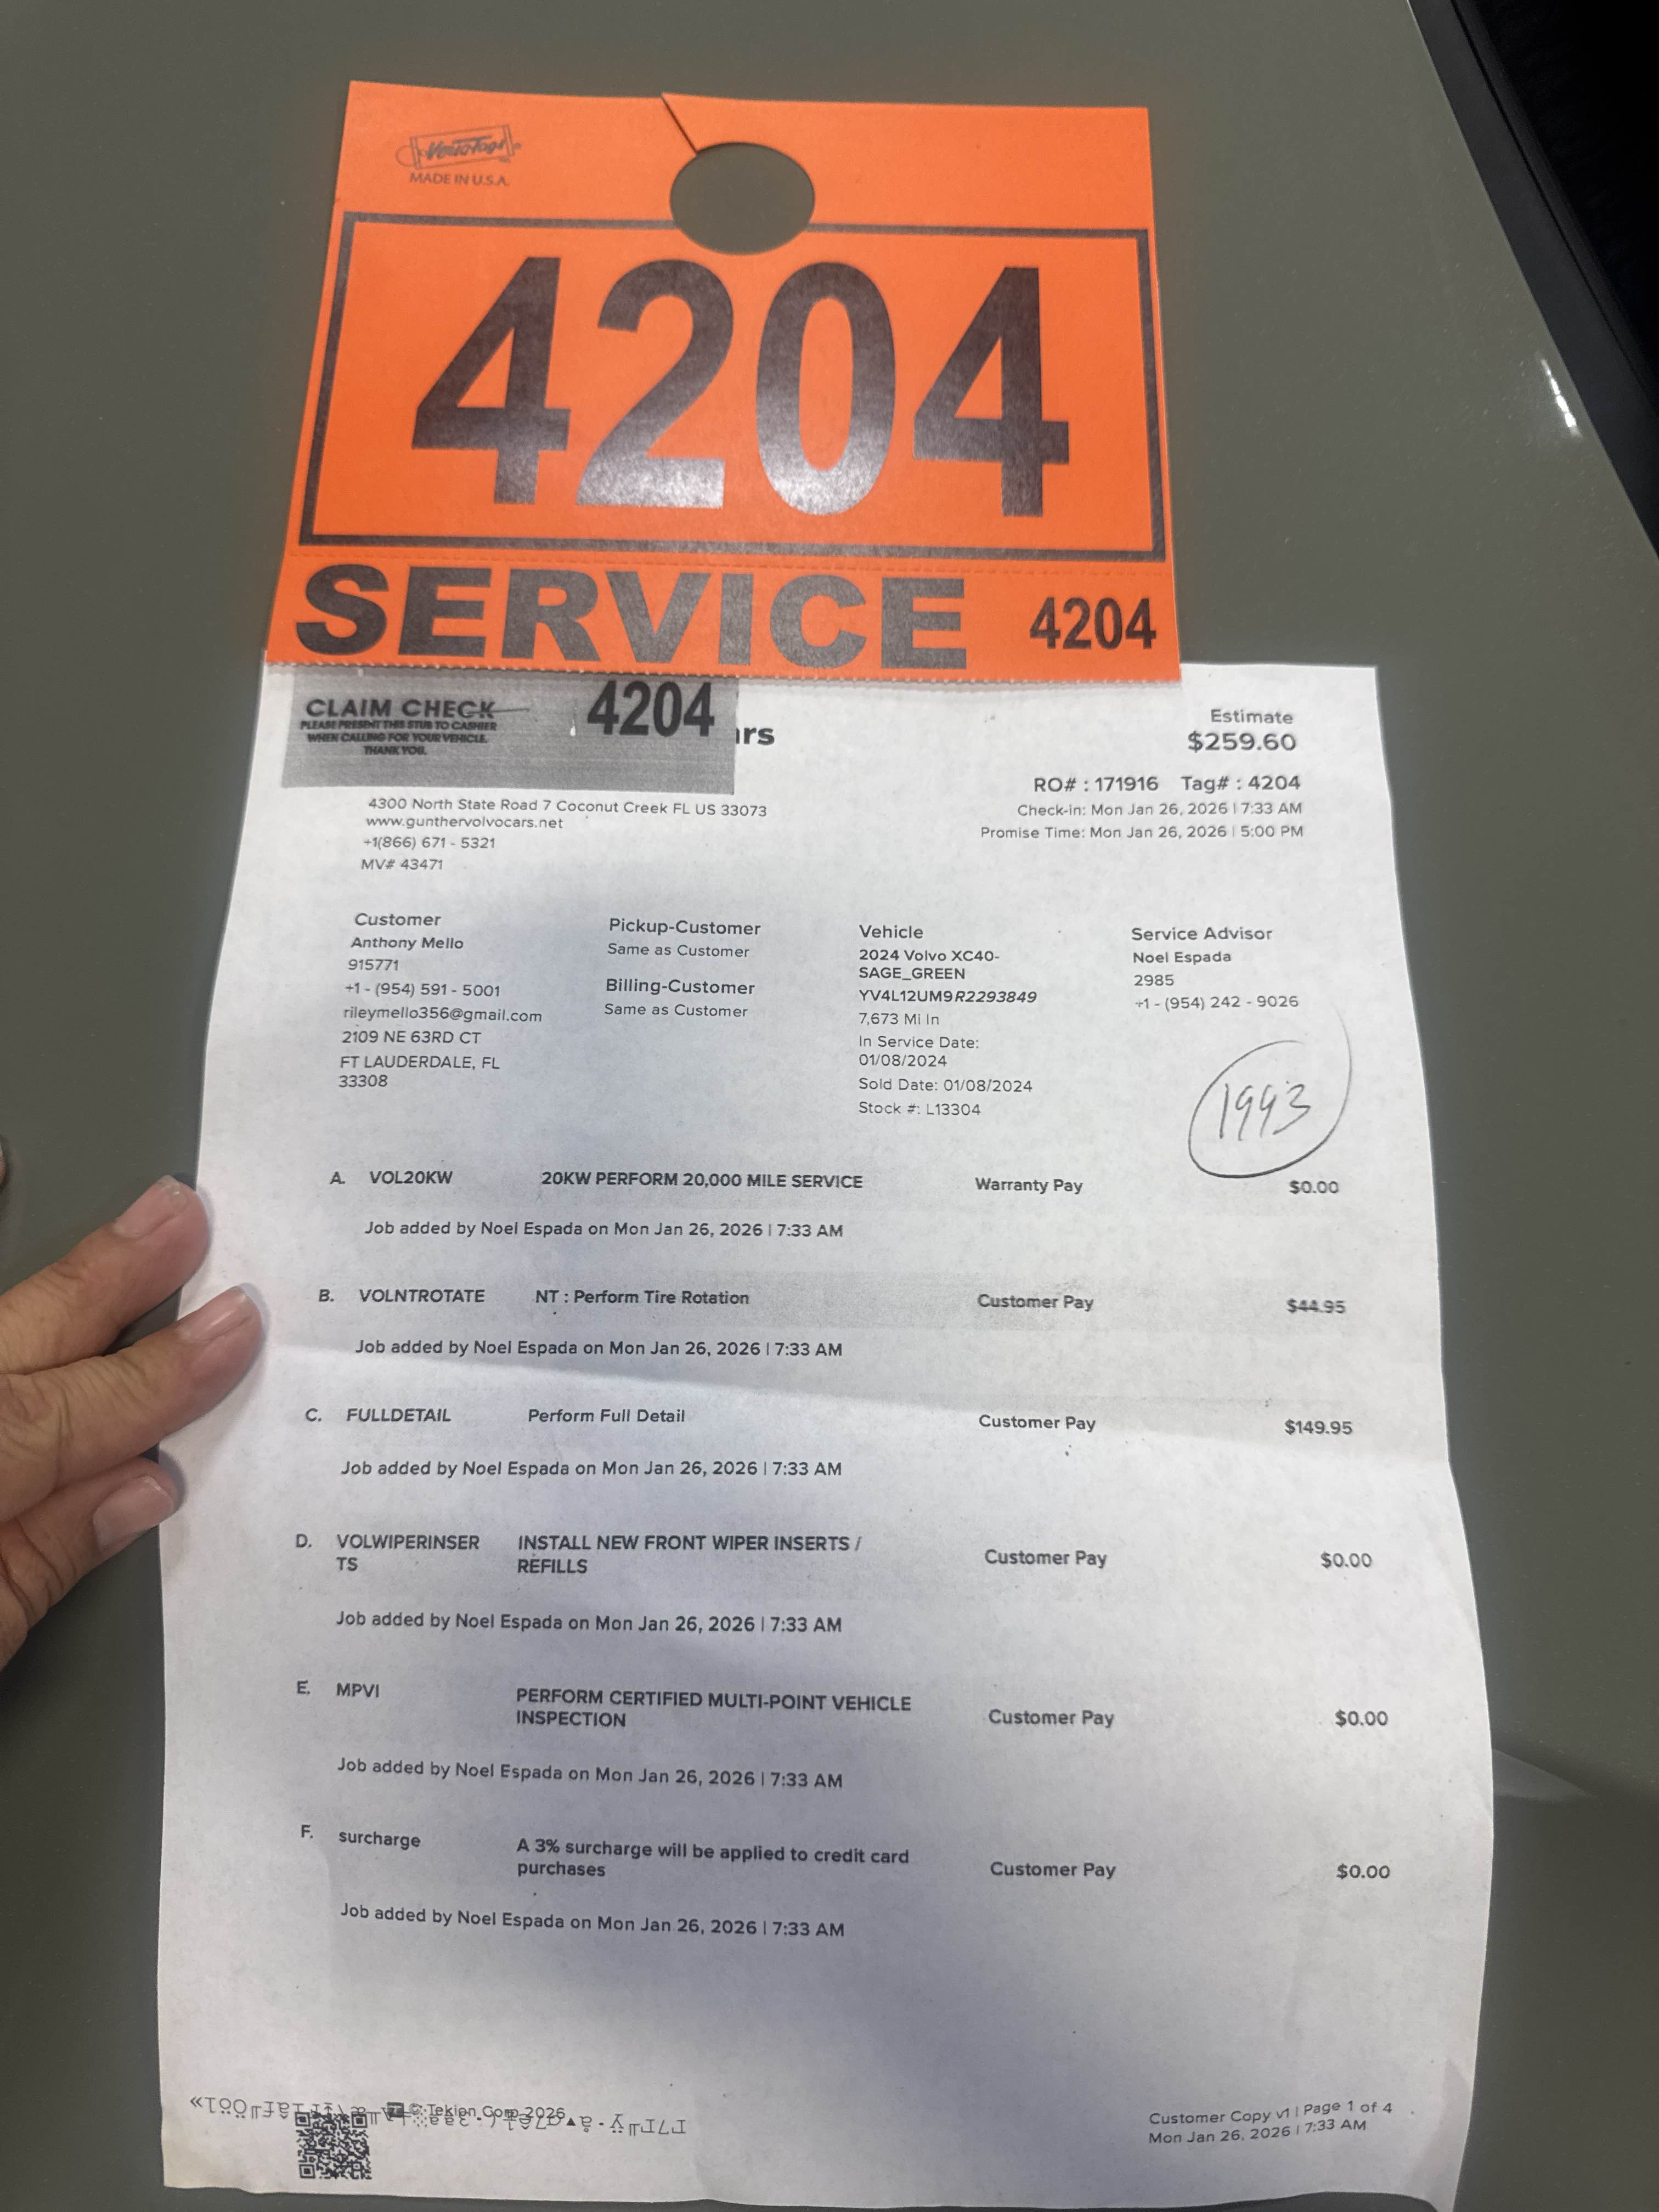 VersaTags
MADE IN U.S.A.
4204
SERVICE 4204
CLAIM CHECK 4204
PLEASE PRESENT THIS STUB TO CASHIER
WHEN CALLING FOR YOUR VEHICLE.
THANK YOU.
rs
Estimate
$259.60
RO# : 171916 Tag# : 4204
Check-in: Mon Jan 26, 2026 | 7:33 AM
Promise Time: Mon Jan 26, 2026 | 5:00 PM
4300 North State Road 7 Coconut Creek FL US 33073
www.gunthervolvocars.net
+1(866) 671 - 5321
MV# 43471
Customer
Anthony Mello
915771
+1 - (954) 591 - 5001
rileymello356@gmail.com
2109 NE 63RD CT
FT LAUDERDALE, FL
33308
Pickup-Customer
Same as Customer
Billing-Customer
Same as Customer
Vehicle
2024 Volvo XC40-
SAGE_GREEN
YV4L12UM9R2293849
7,673 Mi In
In Service Date:
01/08/2024
Sold Date: 01/08/2024
Stock #: L13304
Service Advisor
Noel Espada
2985
+1 - (954) 242 - 9026
1993
A. VOL20KW 20KW PERFORM 20,000 MILE SERVICE Warranty Pay $0.00
Job added by Noel Espada on Mon Jan 26, 2026 | 7:33 AM
B. VOLNTROTATE NT : Perform Tire Rotation Customer Pay $44.95
Job added by Noel Espada on Mon Jan 26, 2026 | 7:33 AM
C. FULLDETAIL Perform Full Detail Customer Pay $149.95
Job added by Noel Espada on Mon Jan 26, 2026 | 7:33 AM
D. VOLWIPERINSER INSTALL NEW FRONT WIPER INSERTS / Customer Pay $0.00
TS REFILLS
Job added by Noel Espada on Mon Jan 26, 2026 | 7:33 AM
E. MPVI PERFORM CERTIFIED MULTI-POINT VEHICLE Customer Pay $0.00
INSPECTION
Job added by Noel Espada on Mon Jan 26, 2026 | 7:33 AM
F. surcharge A 3% surcharge will be applied to credit card Customer Pay $0.00
purchases
Job added by Noel Espada on Mon Jan 26, 2026 | 7:33 AM
© Tekion Corp 2026
Customer Copy v1 | Page 1 of 4
Mon Jan 26, 2026 | 7:33 AM